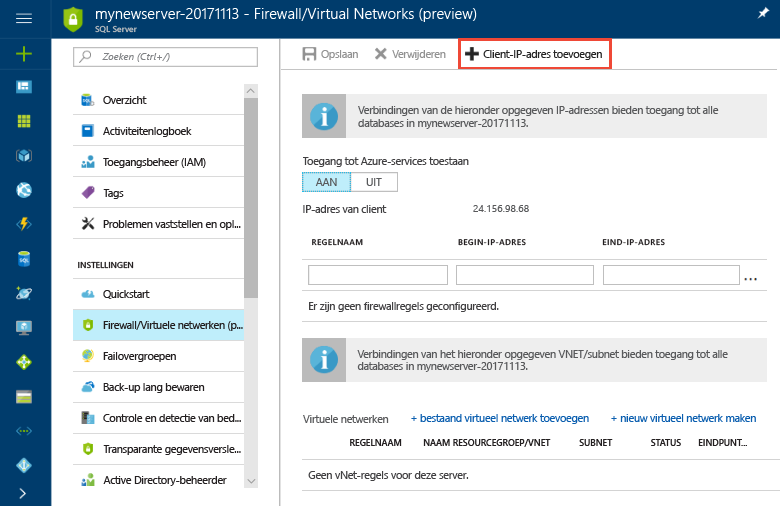 mynewserver-20171113 - Firewall/Virtual Networks (preview)
SQL Server
Zoeken (Ctrl+/)
Overzicht
Activiteitenlogboek
Toegangsbeheer (IAM)
Tags
Problemen vaststellen en opl...
INSTELLINGEN
Quickstart
Firewall/Virtuele netwerken (p...
Failovergroepen
Back-up lang bewaren
Controle en detectie van bed...
Transparante gegevensversle...
Active Directory-beheerder
Opslaan
Verwijderen
Client-IP-adres toevoegen
Verbindingen van de hieronder opgegeven IP-adressen bieden toegang tot alle
databases in mynewserver-20171113.
Toegang tot Azure-services toestaan
AAN
UIT
IP-adres van client
24.156.98.68
REGELNAAM
BEGIN-IP-ADRES
EIND-IP-ADRES
...
Er zijn geen firewallregels geconfigureerd.
Verbindingen van het hieronder opgegeven VNET/subnet bieden toegang tot alle
databases in mynewserver-20171113.
Virtuele netwerken
+ bestaand virtueel netwerk toevoegen
+ nieuw virtueel netwerk maken
REGELNAAM
NAAM RESOURCEGROEP/VNET
SUBNET
STATUS
EINDPUNT...
Geen vNet-regels voor deze server.